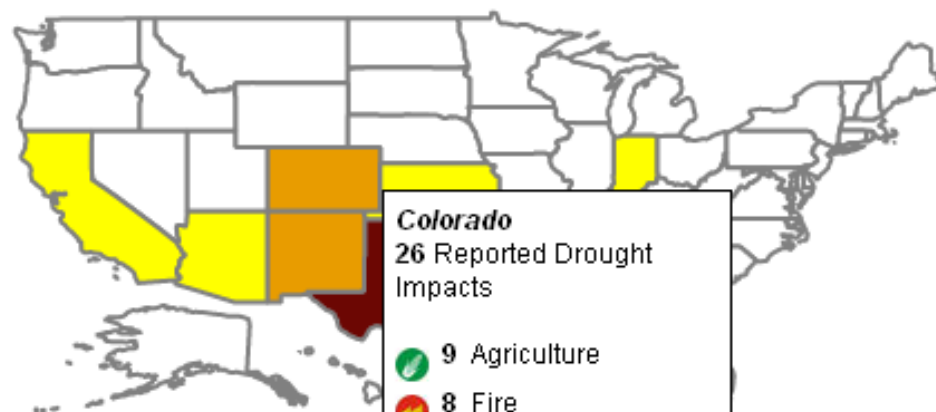 Colorado
26 Reported Drought
Impacts
9 Agriculture
8 Fire